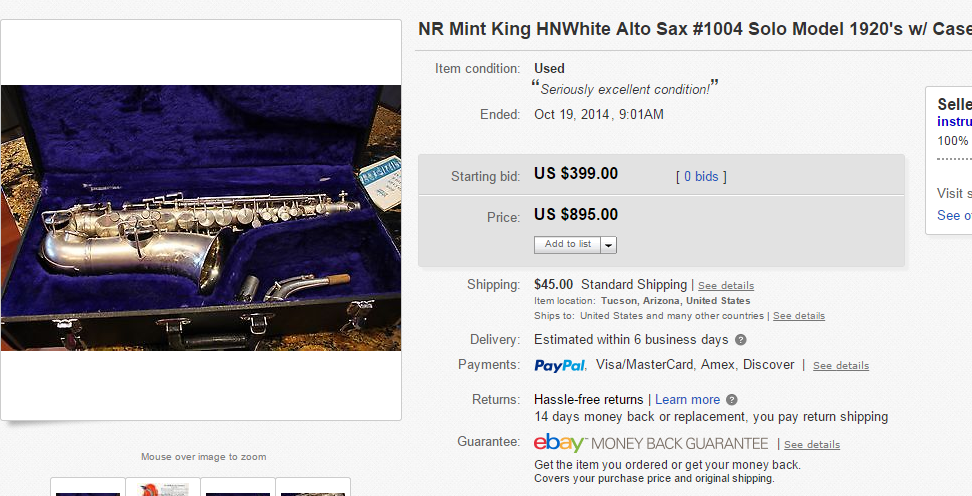 NR Mint King HNWhite Alto Sax #1004 Solo Model 1920's w/ Case
Item condition: Used
“Seriously excellent condition!”
Ended: Oct 19, 2014 , 9:01AM
Starting bid: US $399.00 [ 0 bids ]
Price: US $895.00
Add to list
Shipping: $45.00 Standard Shipping | See details
Item location: Tucson, Arizona, United States
Ships to: United States and many other countries | See details
Delivery: Estimated within 6 business days ?
Payments: PayPal, Visa/MasterCard, Amex, Discover | See details
Returns: Hassle-free returns | Learn more ?
14 days money back or replacement, you pay return shipping
Guarantee: ebay™ MONEY BACK GUARANTEE | See details
Get the item you ordered or get your money back.
Covers your purchase price and original shipping.
Mouse over image to zoom
Selle
instru
100%
Visit s
See o